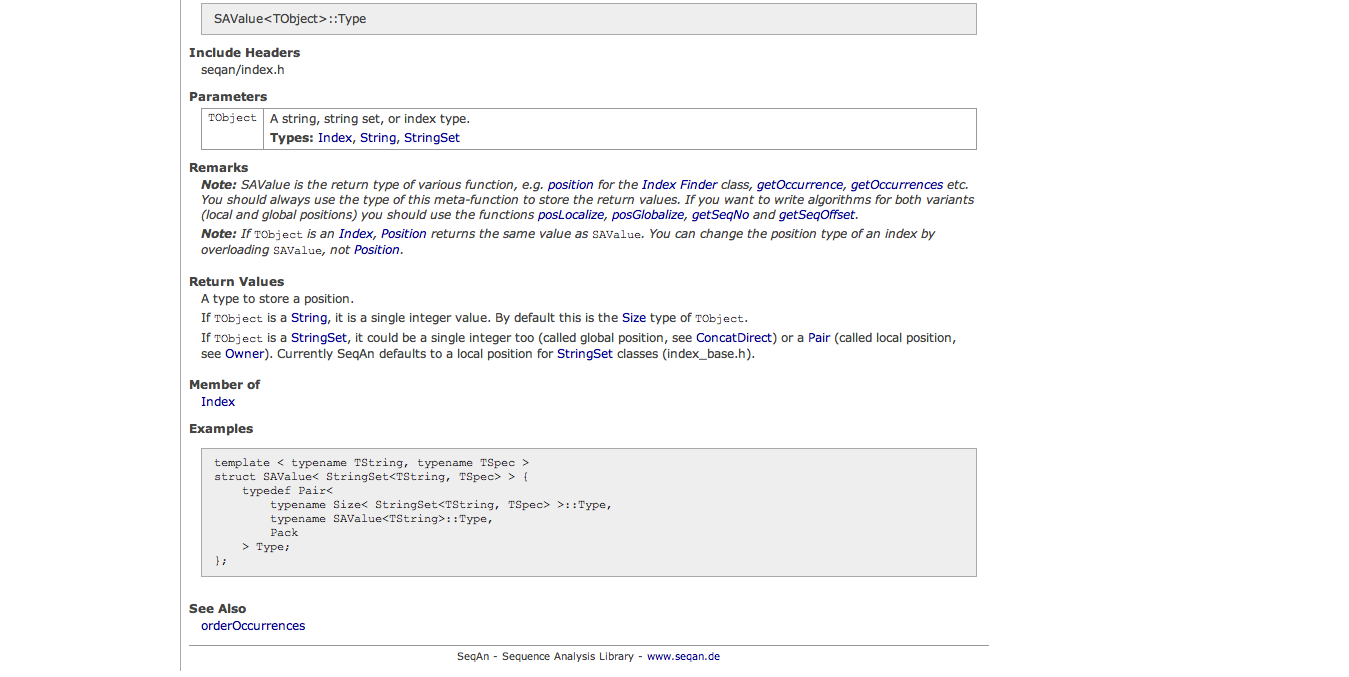 SAValue<TObject>::Type
Include Headers
seqan/index.h
Parameters
TObject A string, string set, or index type.
Types: Index, String, StringSet
Remarks
Note: SAValue is the return type of various function, e.g. position for the Index Finder class, getOccurrence, getOccurrences etc.
You should always use the type of this meta-function to store the return values. If you want to write algorithms for both variants
(local and global positions) you should use the functions posLocalize, posGlobalize, getSeqNo and getSeqOffset.
Note: If TObject is an Index, Position returns the same value as SAValue. You can change the position type of an index by
overloading SAValue, not Position.
Return Values
A type to store a position.
If TObject is a String, it is a single integer value. By default this is the Size type of TObject.
If TObject is a StringSet, it could be a single integer too (called global position, see ConcatDirect) or a Pair (called local position,
see Owner). Currently SeqAn defaults to a local position for StringSet classes (index_base.h).
Member of
Index
Examples
template < typename TString, typename TSpec >
struct SAValue< StringSet<TString, TSpec> > {
    typedef Pair<
        typename Size< StringSet<TString, TSpec> >::Type,
        typename SAValue<TString>::Type,
        Pack
    > Type;
};
See Also
orderOccurrences
SeqAn - Sequence Analysis Library - www.seqan.de